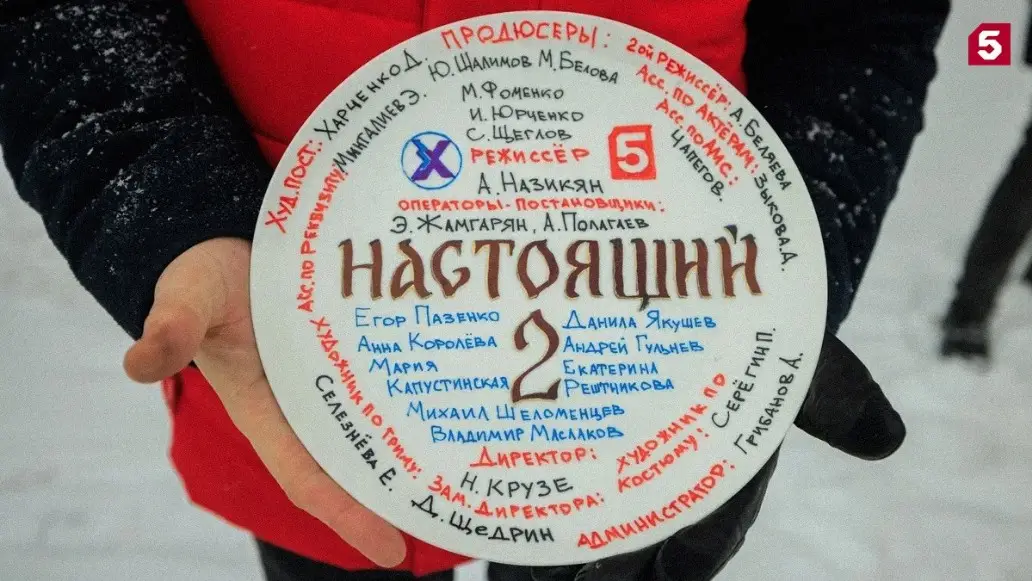 5
ПРОДЮСЕРЫ:
Ю. Шалимов М. Белова
М. Фоменко
И. Юрченко
С. Щеглов
Х
5
РЕЖИССЁР
А. Назикян
ОПЕРАТОРЫ-ПОСТАНОВЩИКИ:
Э. Жамгарян, А. Полагаев
НАСТОЯЩИЙ
2
Егор Пазенко
Анна Королёва
Мария
Капустинская
Данила Якушев
Андрей Гульнев
Екатерина
Решетникова
Михаил Шеломенцев
Владимир Маслаков
ДИРЕКТОР:
Н. Крузе
ЗАМ. ДИРЕКТОРА:
Д. Щедрин
ХУД.ПОСТ.: Харченко Д.
АСС. ПО РЕКВИЗИТУ: Мингалиев Э.
ХУДОЖНИК ПО ГРИМУ:
Селезнёва Е.
2ой РЕЖИССЁР: А. Беляева
АСС. ПО АКТЁРАМ: Зыкова Д.
АСС. ПО АМС.:
Чапегов.
ХУДОЖНИК ПО
КОСТЮМУ: Серёгин П.
АДМИНИСТРАТОР: Грибанов А.